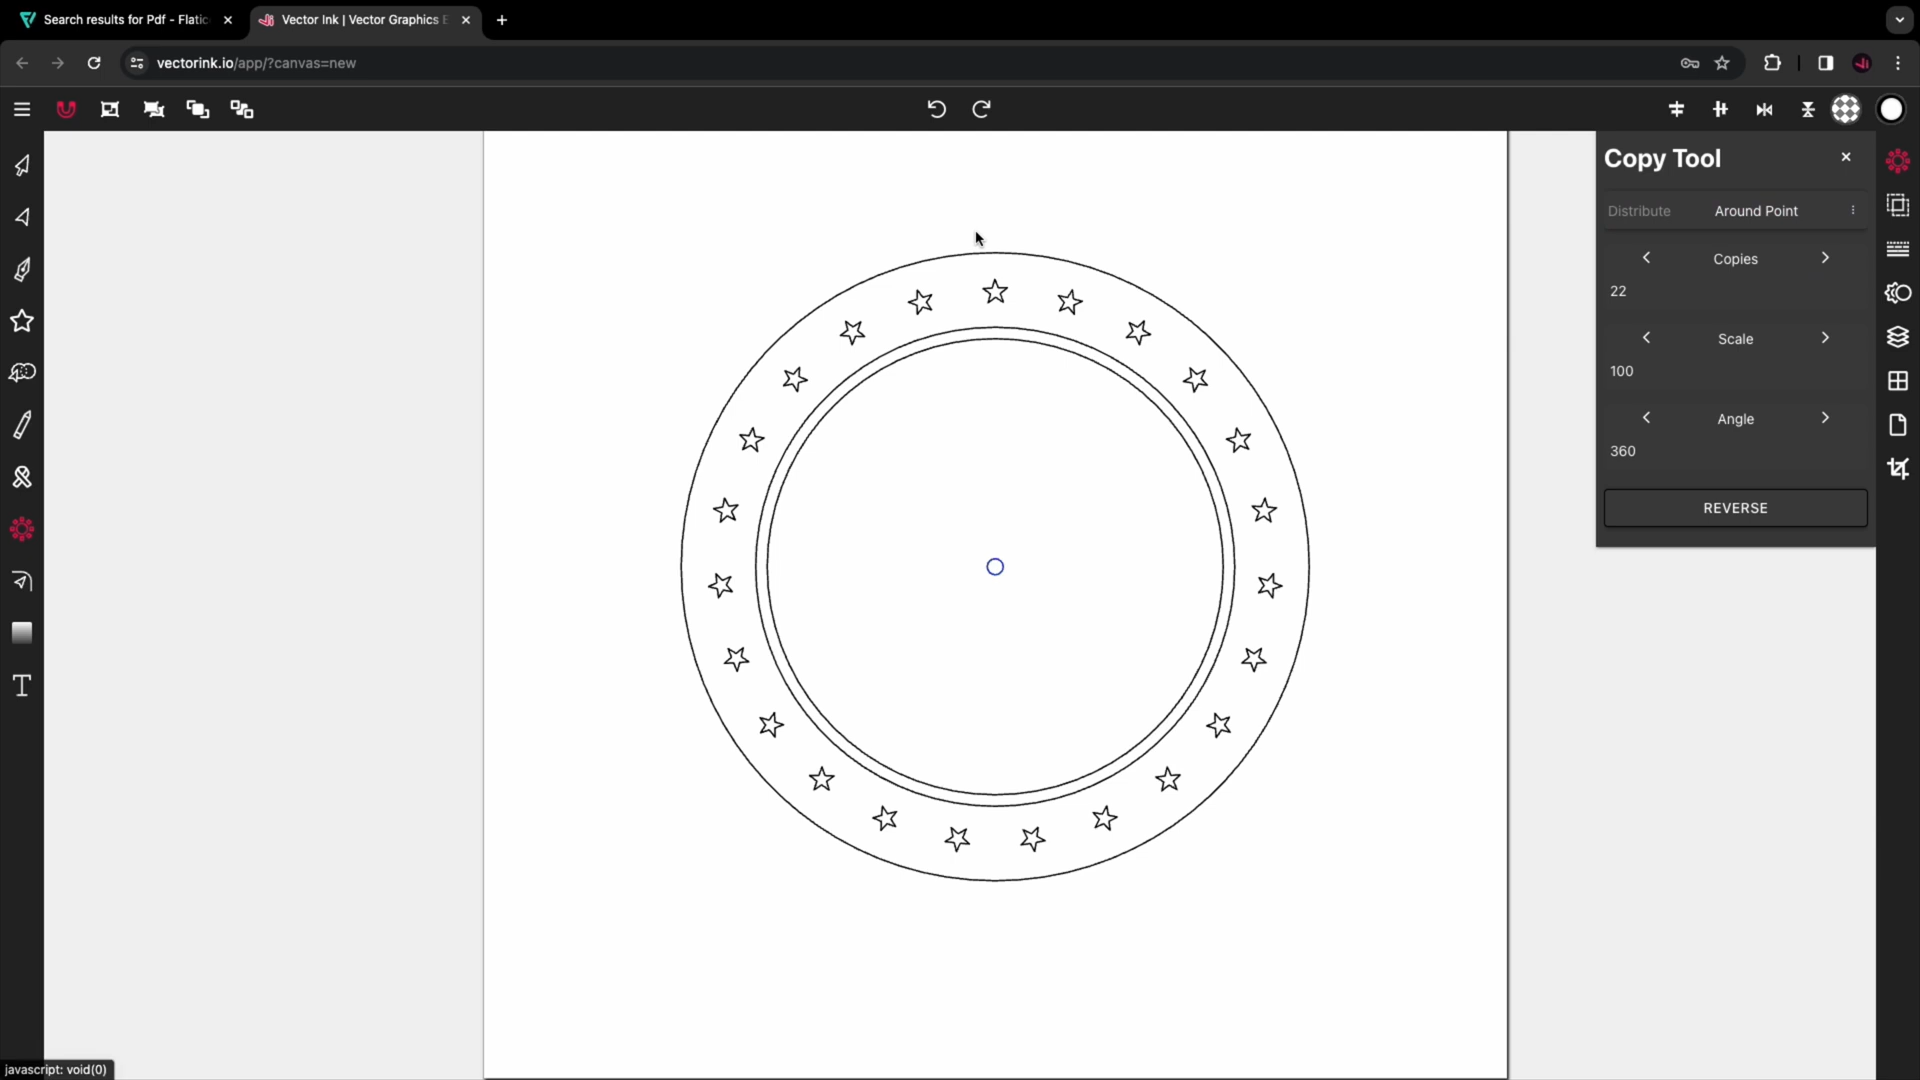 Search results for Pdf - Flatic
Vector Ink | Vector Graphics E
vectorink.io/app/?canvas=new
Copy Tool
Distribute Around Point
Copies
22
Scale
100
Angle
360
REVERSE
javascript: void(0)